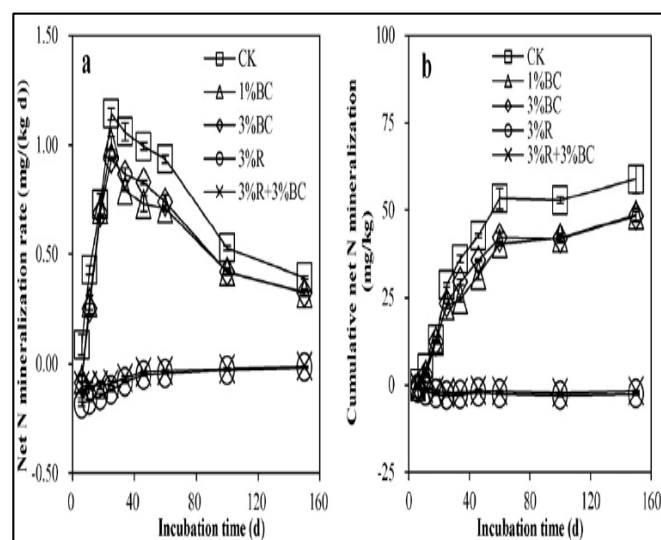 a
CK
1%BC
3%BC
3%R
3%R+3%BC
Net N mineralization rate (mg/(kg d))
1.50
1.00
0.50
0.00
-0.50
0 40 80 120 160
Incubation time (d)
b
CK
1%BC
3%BC
3%R
3%R+3%BC
Cumulative net N mineralization
(mg/kg)
100
75
50
25
0
-25
0 40 80 120 160
Incubation time (d)